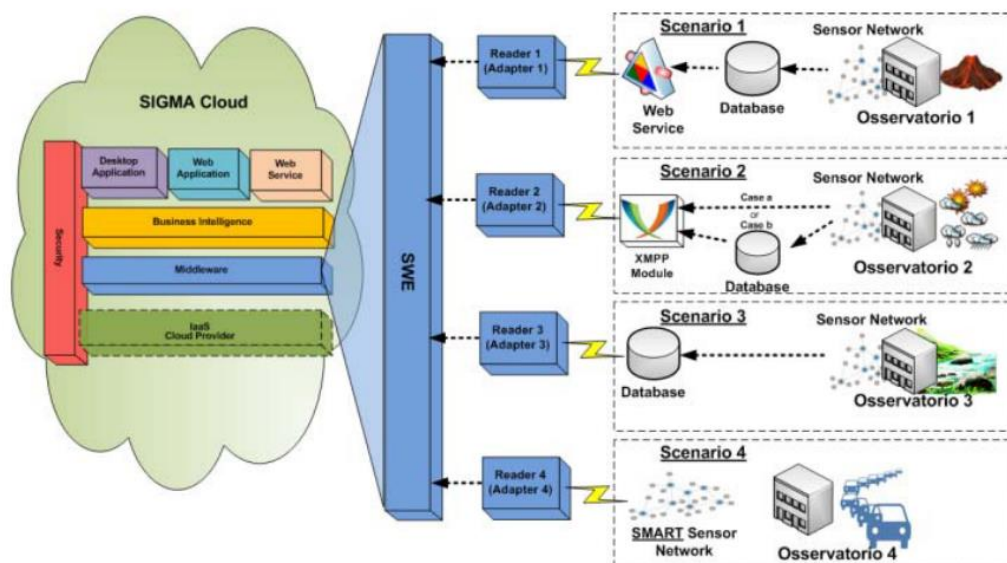 SIGMA Cloud
Desktop
Application
Web
Application
Web
Service
Security
Business Intelligence
Middleware
IaaS
Cloud Provider
SWE
Reader 1
(Adapter 1)
Reader 2
(Adapter 2)
Reader 3
(Adapter 3)
Reader 4
(Adapter 4)
Scenario 1
Sensor Network
Web
Service
Database
Osservatorio 1
Scenario 2
Sensor Network
Case a
or
Case b
XMPP
Module
Database
Osservatorio 2
Scenario 3
Sensor Network
Database
Osservatorio 3
Scenario 4
SMART Sensor
Network
Osservatorio 4